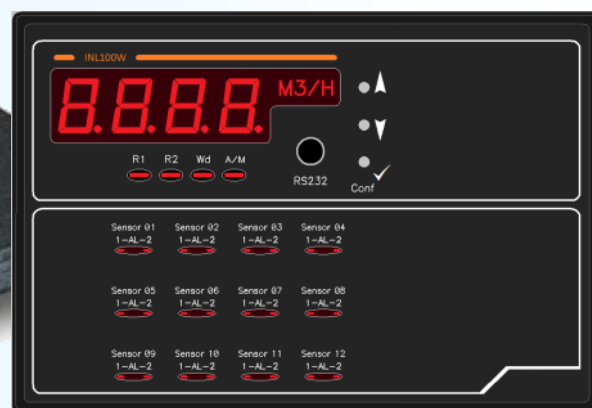 INL100W
8.8.8.8.
M3/H
R1 R2 Wd A/M
RS232
Conf
Sensor 01 Sensor 02 Sensor 03 Sensor 04
1-AL-2 1-AL-2 1-AL-2 1-AL-2
Sensor 05 Sensor 06 Sensor 07 Sensor 08
1-AL-2 1-AL-2 1-AL-2 1-AL-2
Sensor 09 Sensor 10 Sensor 11 Sensor 12
1-AL-2 1-AL-2 1-AL-2 1-AL-2